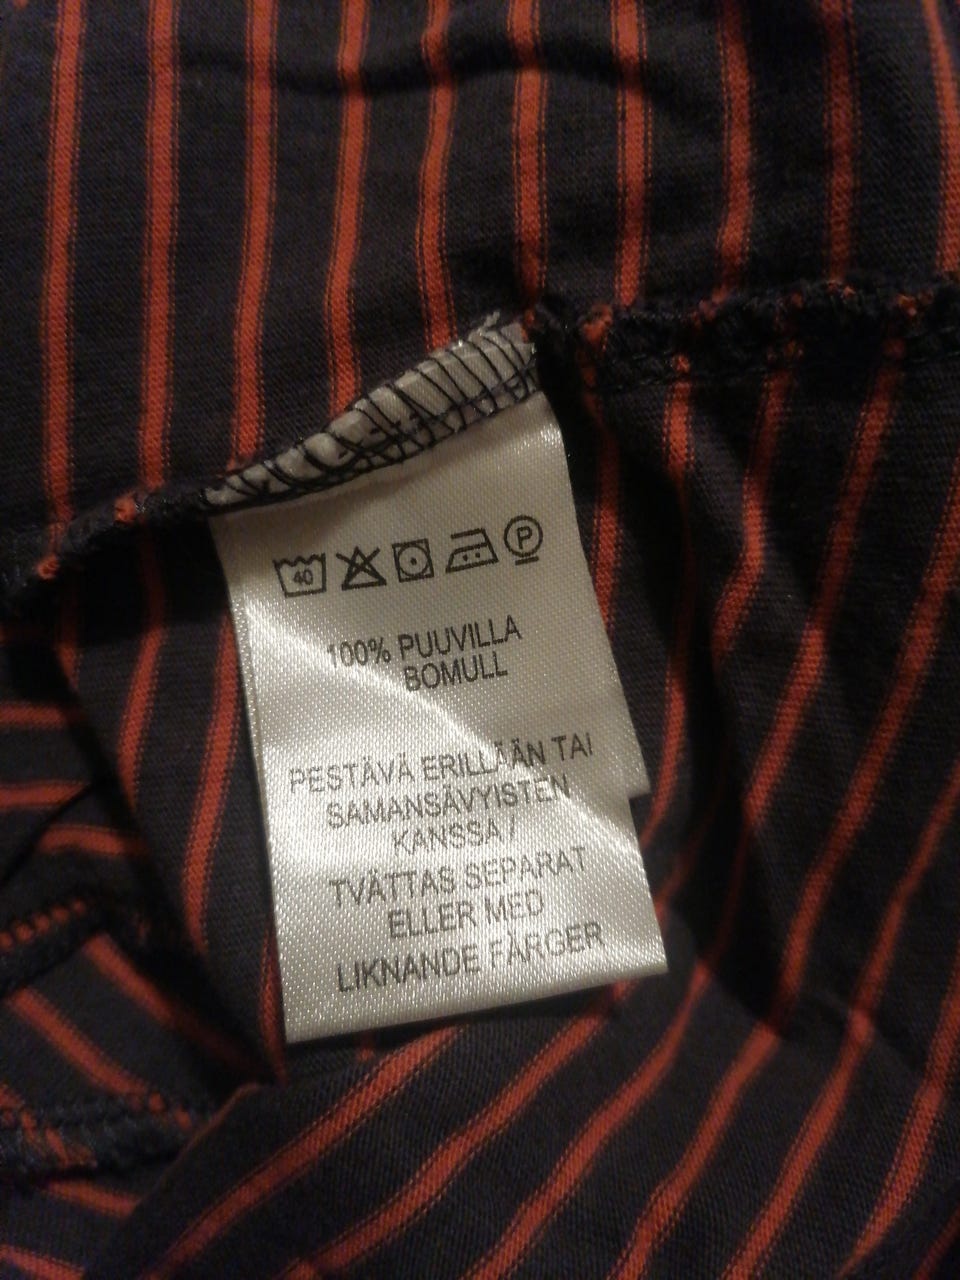 40 P
100% PUUVILLA
BOMULL
PESTÄVÄ ERILLÄÄN TAI
SAMANSÄVYISTEN
KANSSA /
TVÄTTAS SEPARAT
ELLER MED
LIKNANDE FÄRGER